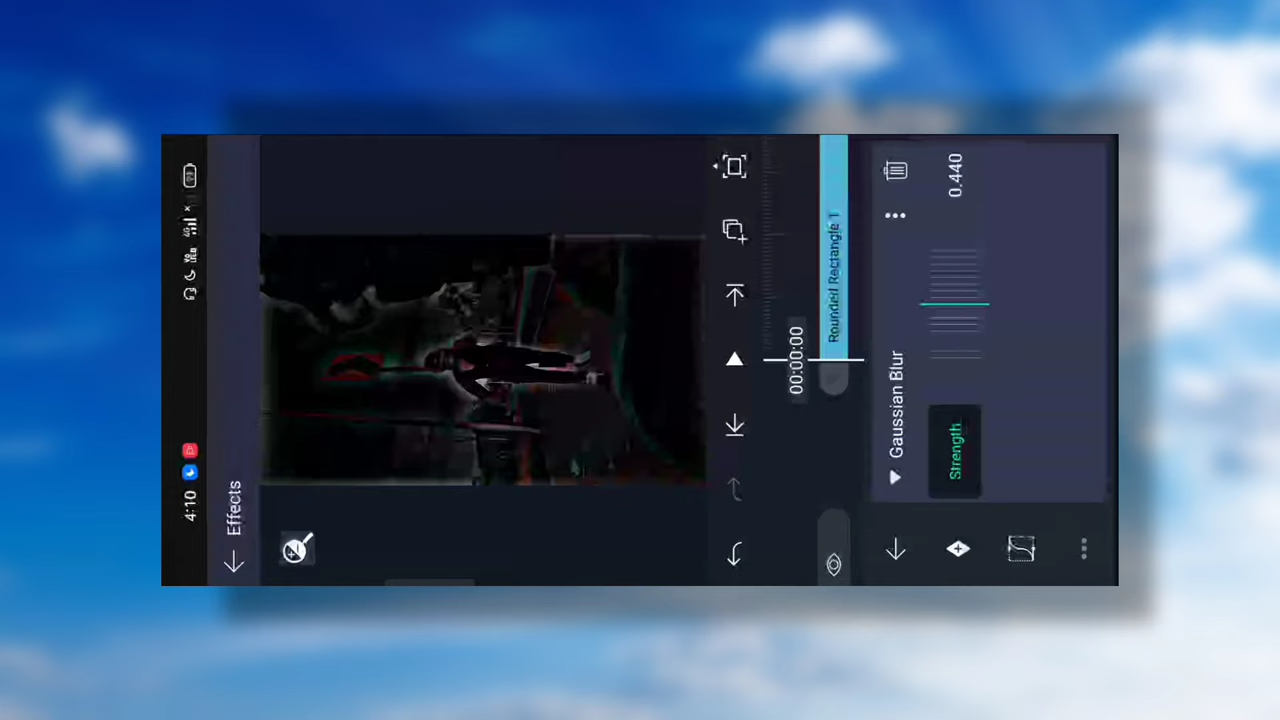 4:10
Effects
00:00:00
Rounded Rectangle 1
Gaussian Blur
Strength
0.440